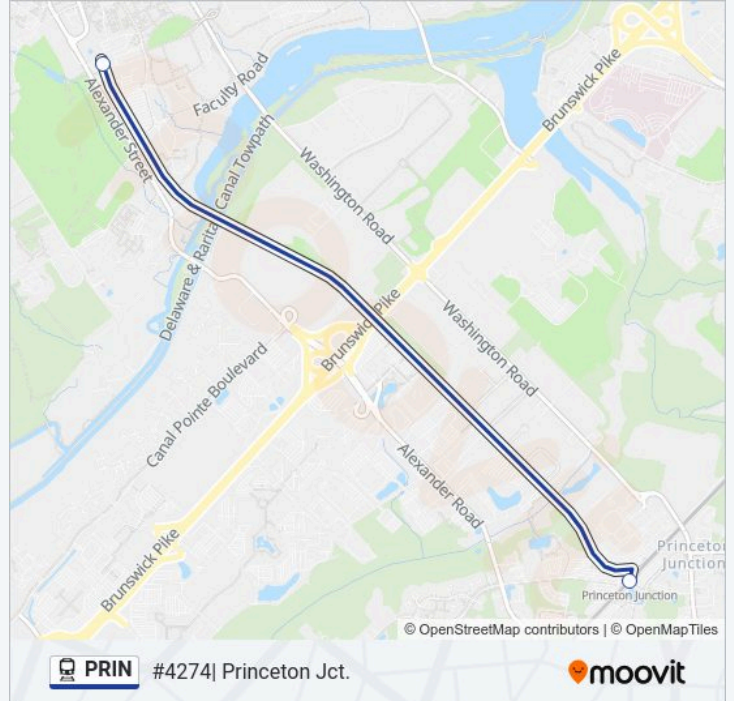 Faculty Road
Brunswick Pike
Alexander Street
Delaware & Raritan Canal Towpath
Washington Road
Brunswick Pike
Washington Road
Canal Pointe Boulevard
Alexander Road
Brunswick Pike
Princeton
Junction
Princeton Junction
© OpenStreetMap contributors | © OpenMapTiles
PRIN #4274| Princeton Jct. moovit